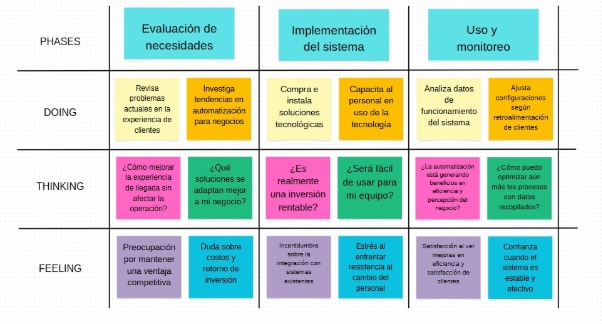 PHASES
Evaluación de
necesidades
Implementación
del sistema
Uso y
monitoreo
DOING
Revisa
problemas
actuales en la
experiencia de
clientes
Investiga
tendencias en
automatización
para negocios
Compra e
instala
soluciones
tecnológicas
Capacita al
personal en
uso de la
tecnología
Analiza datos
de
funcionamiento
del sistema
Ajusta
configuraciones
según
retroalimentación
de clientes
THINKING
¿Cómo mejorar
la experiencia
de llegada sin
afectar la
operación?
¿Qué
soluciones se
adaptan mejor
a mi negocio?
¿Es
realmente
una inversión
rentable?
¿Será fácil
de usar para
mi equipo?
¿La automatización
está generando
beneficios en
eficiencia y
percepción del
negocio?
¿Cómo puedo
optimizar aún
más los procesos
con datos
recopilados?
FEELING
Preocupación
por mantener
una ventaja
competitiva
Duda sobre
costos y
retorno de
inversión
Incertidumbre
sobre la
integración con
sistemas
existentes
Estrés al
enfrentar
resistencia al
cambio del
personal
Satisfacción al ver
mejoras en
eficiencia y
satisfacción de
clientes
Confianza
cuando el
sistema es
estable y
efectivo